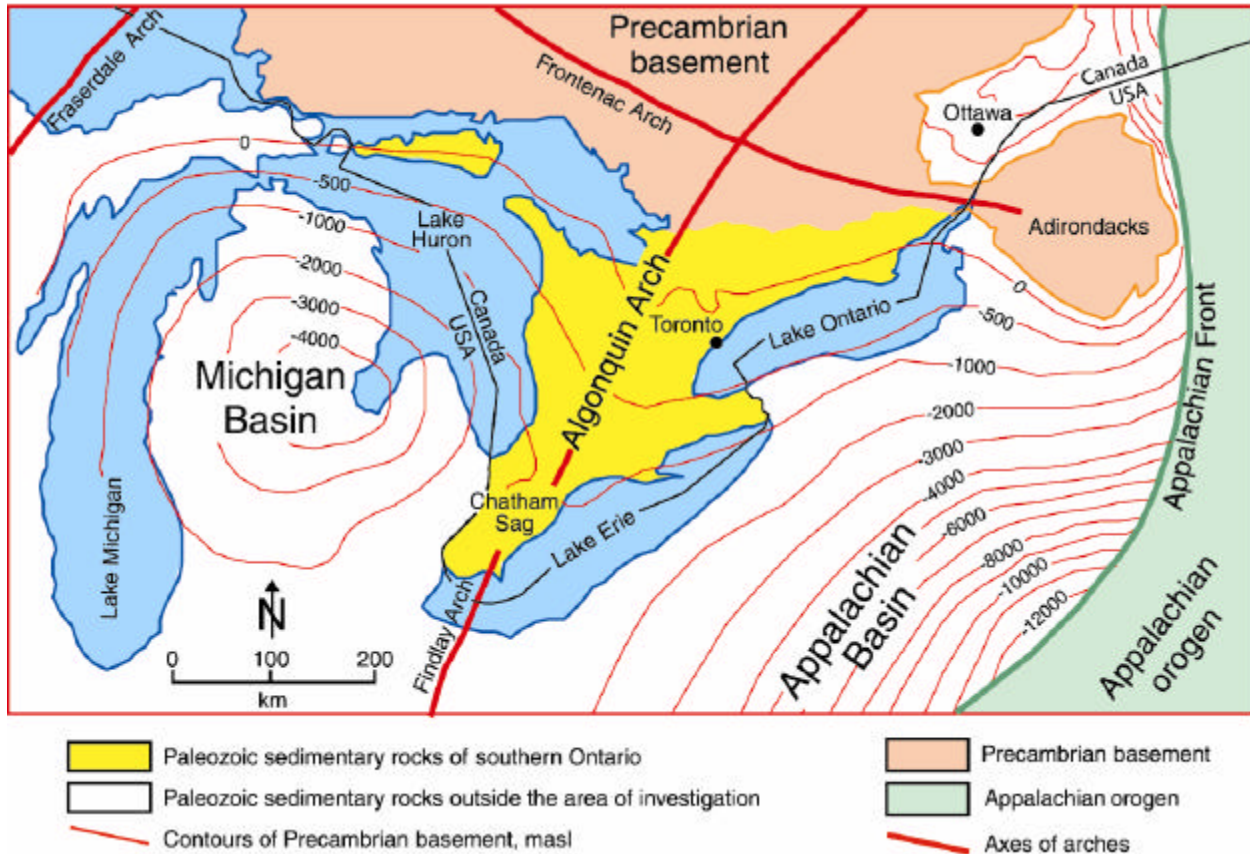 Fraserdale Arch
Precambrian
basement
Frontenac Arch
Canada
USA
Ottawa
0
-500
-1000
-2000
-3000
-4000
Lake
Huron
Canada
USA
Adirondacks
Algonquin Arch
Toronto
Lake Ontario
0
-500
-1000
-2000
-3000
-4000
-6000
-8000
-10000
-12000
Michigan
Basin
Lake Michigan
Chatham
Sag
Lake Erie
Findlay Arch
Appalachian
Basin
Appalachian Front
Appalachian
orogen
N
0 100 200
km
Paleozoic sedimentary rocks of southern Ontario
Paleozoic sedimentary rocks outside the area of investigation
Contours of Precambrian basement, masl
Precambrian basement
Appalachian orogen
Axes of arches